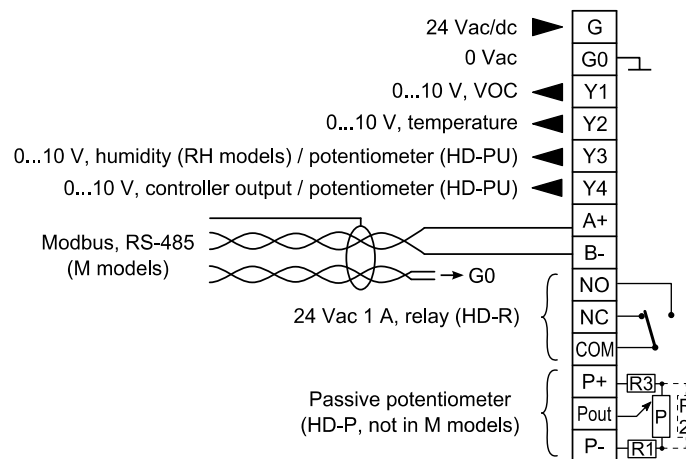 24 Vac/dc G
0 Vac G0
0...10 V, VOC Y1
0...10 V, temperature Y2
0...10 V, humidity (RH models) / potentiometer (HD-PU) Y3
0...10 V, controller output / potentiometer (HD-PU) Y4
A+
Modbus, RS-485
(M models)
B-
G0
NO
24 Vac 1 A, relay (HD-R) NC
COM
P+ R3
Passive potentiometer
(HD-P, not in M models)
Pout P
P- R1